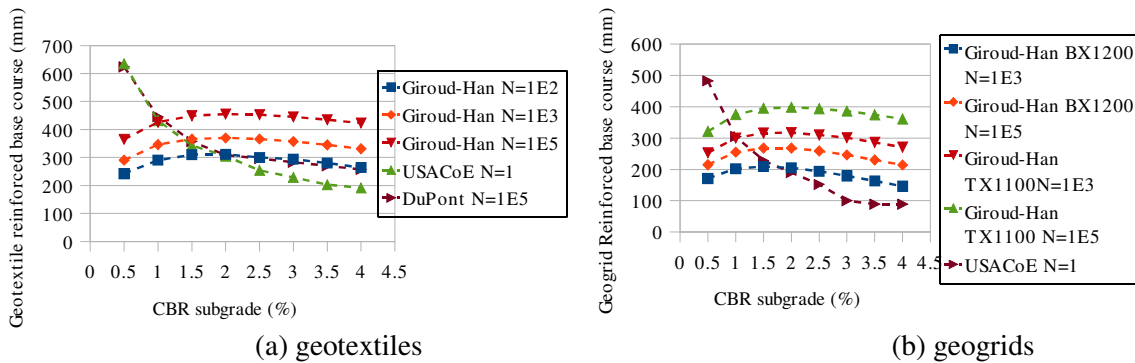 Geotextile reinforced base course (mm)
700
600
500
400
300
200
100
0
0 0.5 1 1.5 2 2.5 3 3.5 4 4.5
CBR subgrade (%)
Giroud-Han N=1E2
Giroud-Han N=1E3
Giroud-Han N=1E5
USACoE N=1
DuPont N=1E5
(a) geotextiles
Geogrid Reinforced base course (mm)
600
500
400
300
200
100
0
0 0.5 1 1.5 2 2.5 3 3.5 4 4.5
CBR subgrade (%)
Giroud-Han BX1200
N=1E3
Giroud-Han BX1200
N=1E5
Giroud-Han
TX1100N=1E3
Giroud-Han
TX1100 N=1E5
USACoE N=1
(b) geogrids